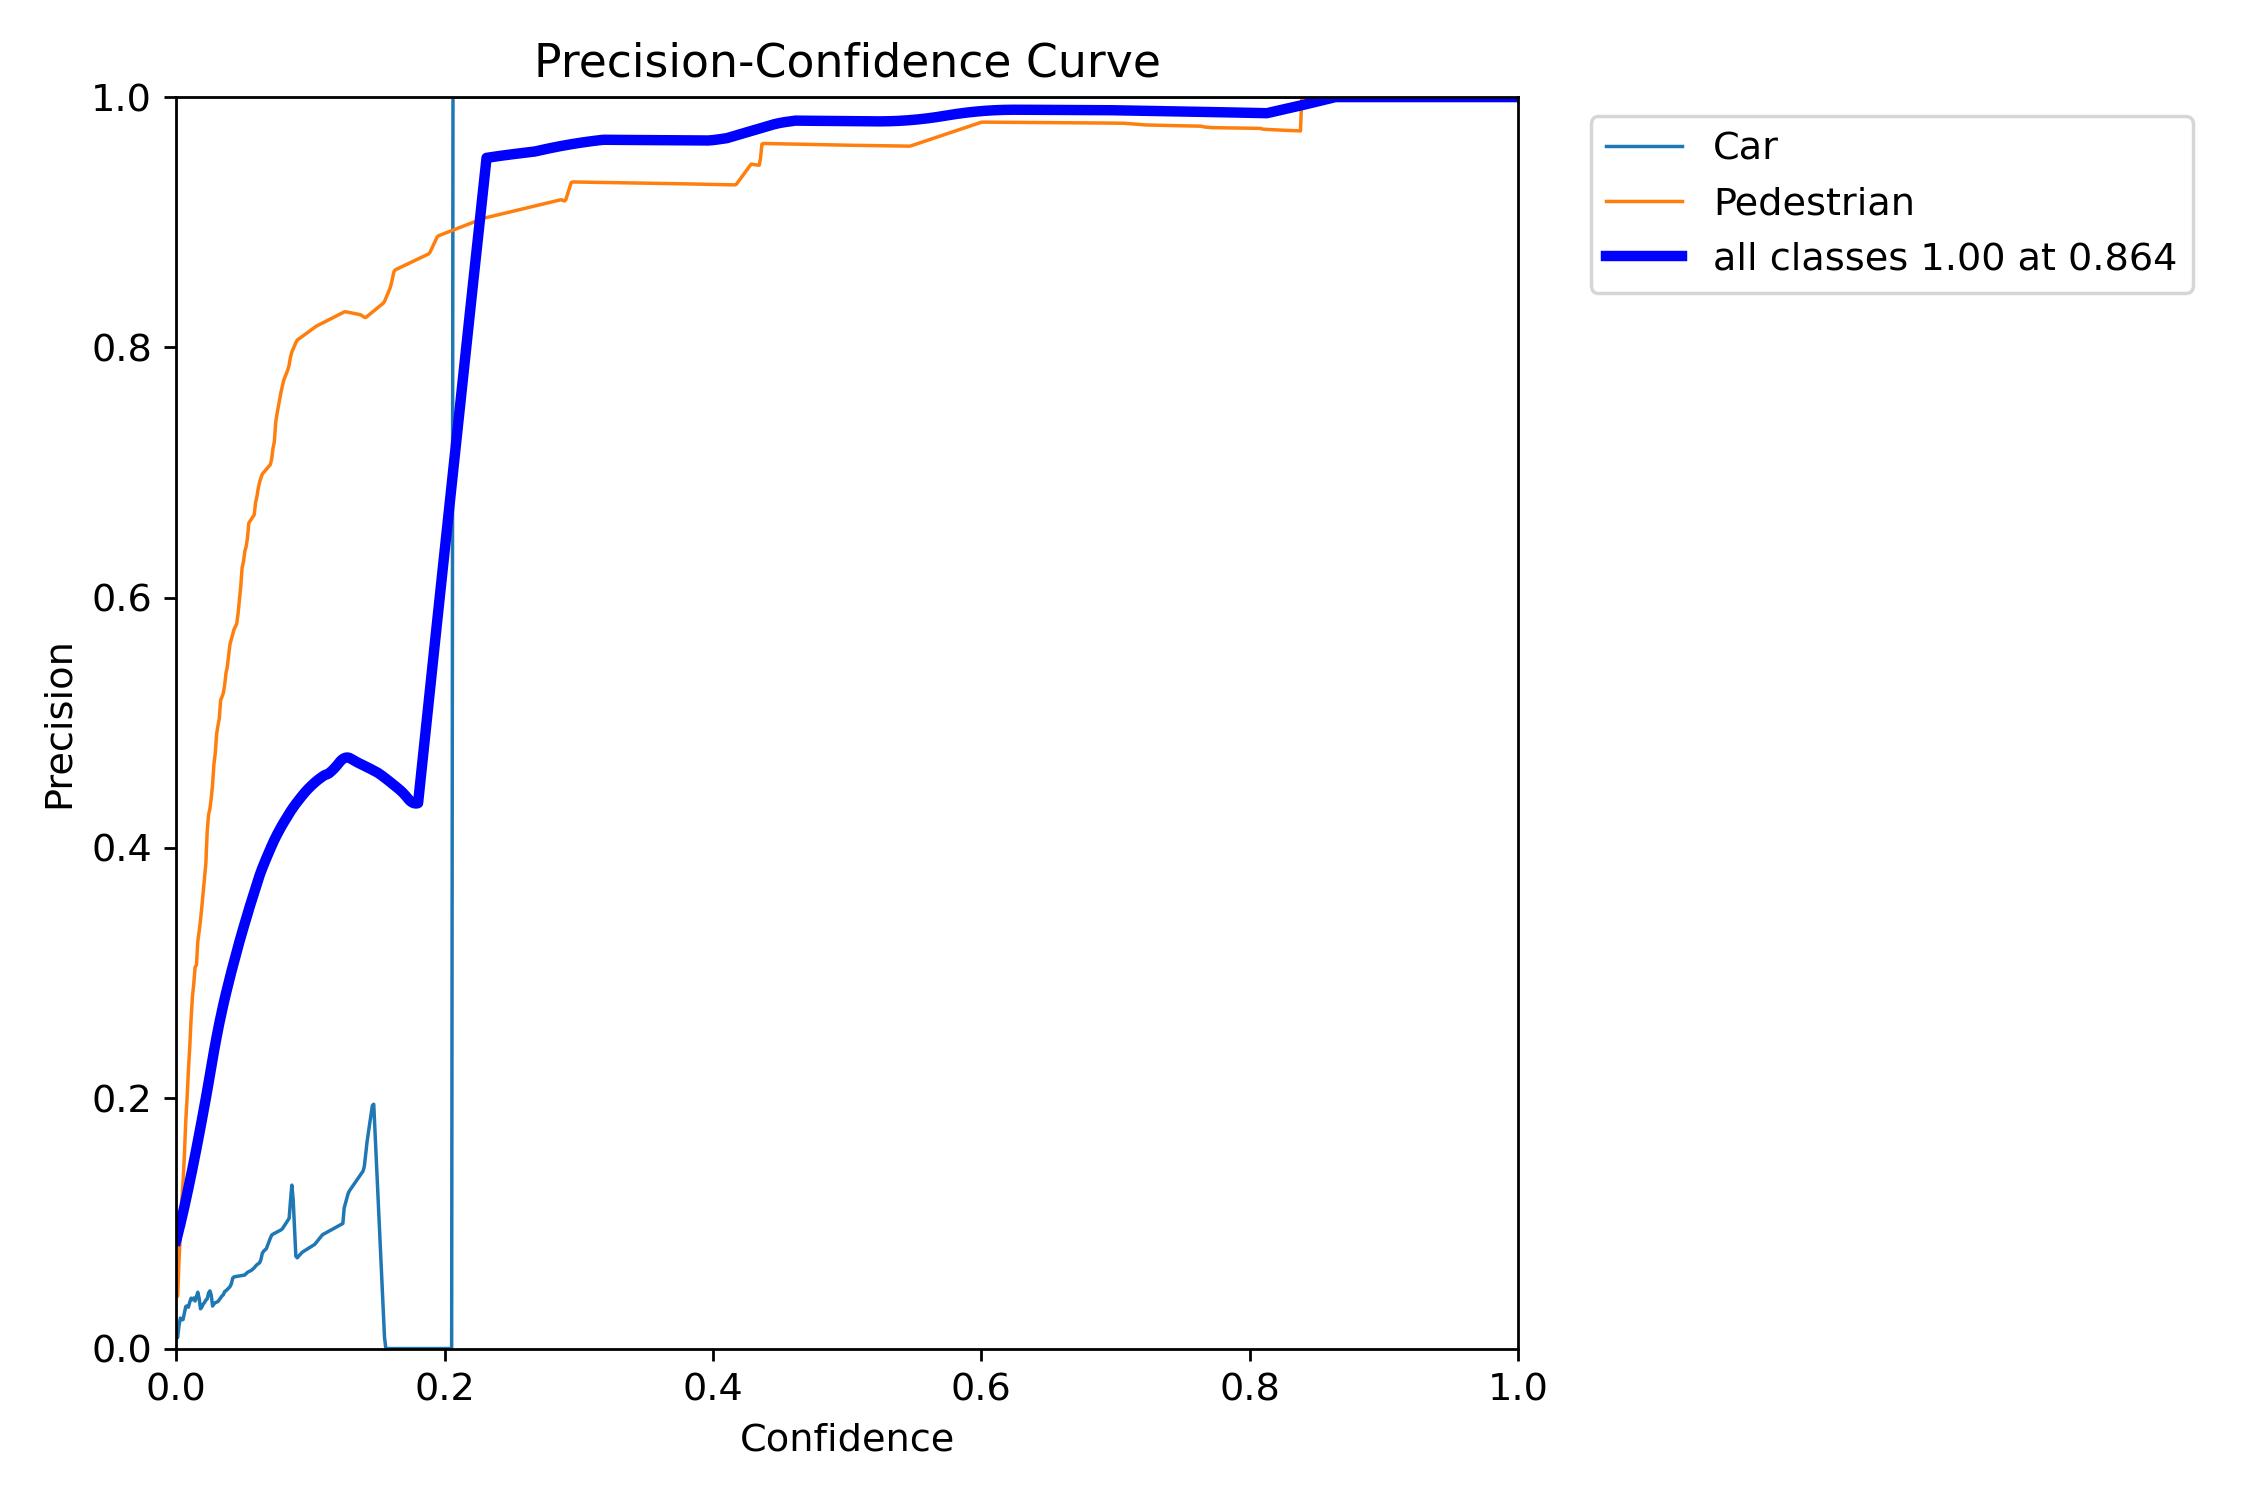 Precision-Confidence Curve
Car
Pedestrian
all classes 1.00 at 0.864
Precision
1.0
0.8
0.6
0.4
0.2
0.0
0.0 0.2 0.4 0.6 0.8 1.0
Confidence